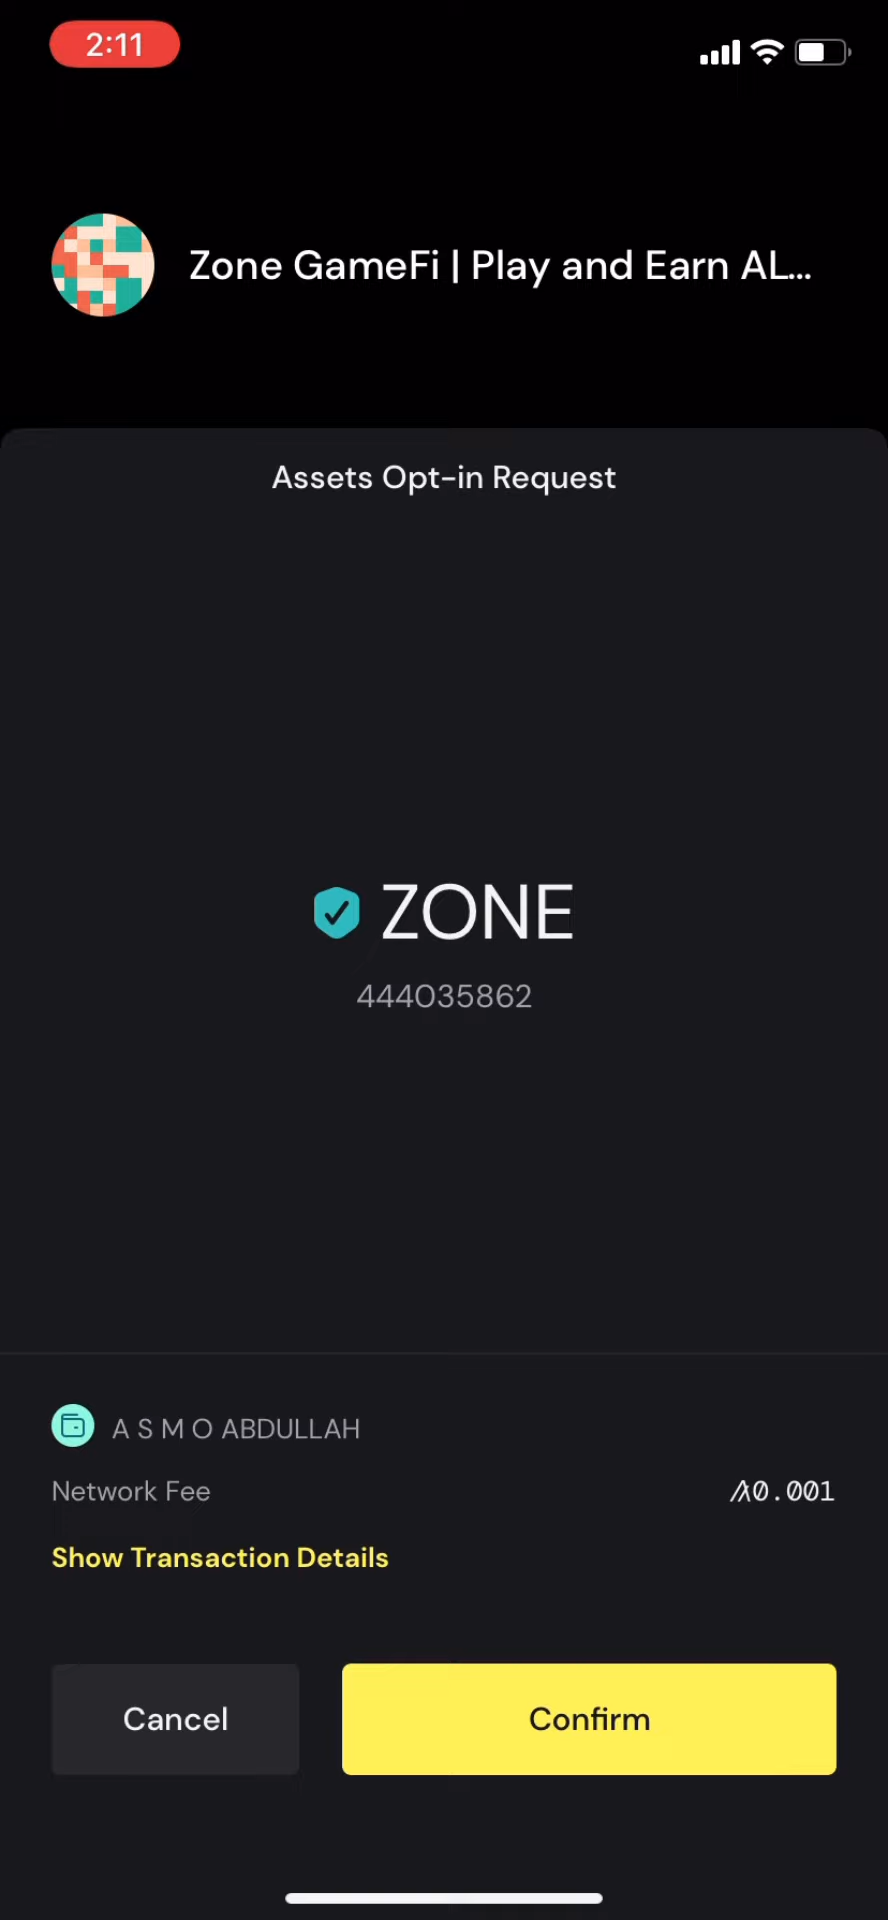 2:11
Zone GameFi | Play and Earn AL...
Assets Opt-in Request
ZONE
444035862
A S M O ABDULLAH
Network Fee
Ⱥ0.001
Show Transaction Details
Cancel
Confirm